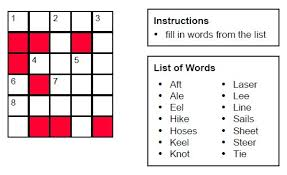 1 2 3
4 5
6 7
8
Instructions
• fill in words from the list
List of Words
• Aft • Laser
• Ale • Lee
• Eel • Line
• Hike • Sails
• Hoses • Sheet
• Keel • Steer
• Knot • Tie